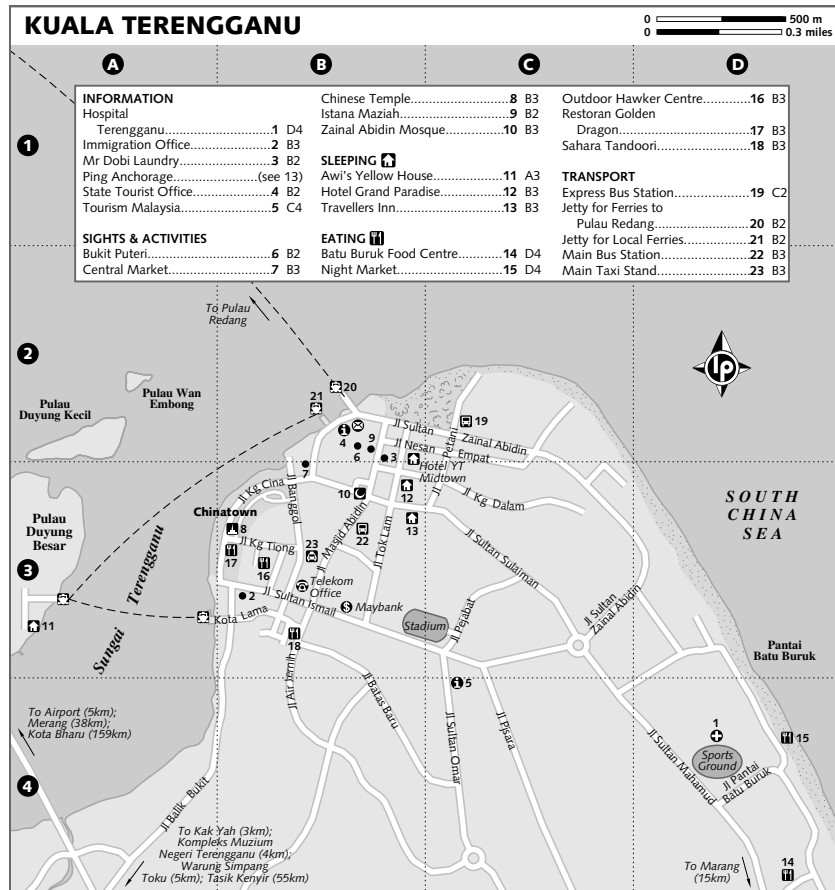 KUALA TERENGGANU
0 500 m
0 0.3 miles
A B C D
1
INFORMATION
Hospital
Terengganu 1 D4
Immigration Office 2 B3
Mr Dobi Laundry 3 B2
Ping Anchorage (see 13)
State Tourist Office 4 B2
Tourism Malaysia 5 C4
SIGHTS & ACTIVITIES
Bukit Puteri 6 B2
Central Market 7 B3
Chinese Temple 8 B3
Istana Maziah 9 B2
Zainal Abidin Mosque 10 B3
SLEEPING
Awi's Yellow House 11 A3
Hotel Grand Paradise 12 B3
Travellers Inn 13 B3
EATING
Batu Buruk Food Centre 14 D4
Night Market 15 D4
Outdoor Hawker Centre 16 B3
Restoran Golden
Dragon 17 B3
Sahara Tandoori 18 B3
TRANSPORT
Express Bus Station 19 C2
Jetty for Ferries to
Pulau Redang 20 B2
Jetty for Local Ferries 21 B2
Main Bus Station 22 B3
Main Taxi Stand 23 B3
To Pulau
Redang
2
lp
Pulau
Duyung Kecil
Pulau Wan
Embong
20
21
19
4
9
6
3
Jl Sultan Zainal Abidin
Jl Nesan Empat
Jl Petani
Hotel YT
Midtown
7
Jl Kg Cina
Jl Banggol
10
12
Jl Kg Dalam
13
Chinatown
8
Jl Masjid Abidin
22
Jl Tok Lam
Jl Sultan Sulaiman
SOUTH
CHINA
SEA
Pulau
Duyung
Besar
3
Jl Kg Tiong
17
16
23
Telekom
Office
Maybank
Jl Sultan Ismail
2
Kota Lama
18
Stadium
Jl Pejabat
Jl Sultan
Zainal Abidin
Sungai Terengganu
11
Pantai
Batu Buruk
5
Jl Air Jernih
Jl Batas Baru
Jl Sultan Omar
Jl Pisara
Jl Sultan Mahamud
1
15
Sports
Ground
Jl Pantai
Batu Buruk
To Airport (5km);
Merang (38km);
Kota Bharu (159km)
4
Jl Balik Bukit
To Kak Yah (3km);
Kompleks Muzium
Negeri Terengganu (4km);
Warung Simpang
Toku (5km); Tasik Kenyir (55km)
To Marang
(15km)
14